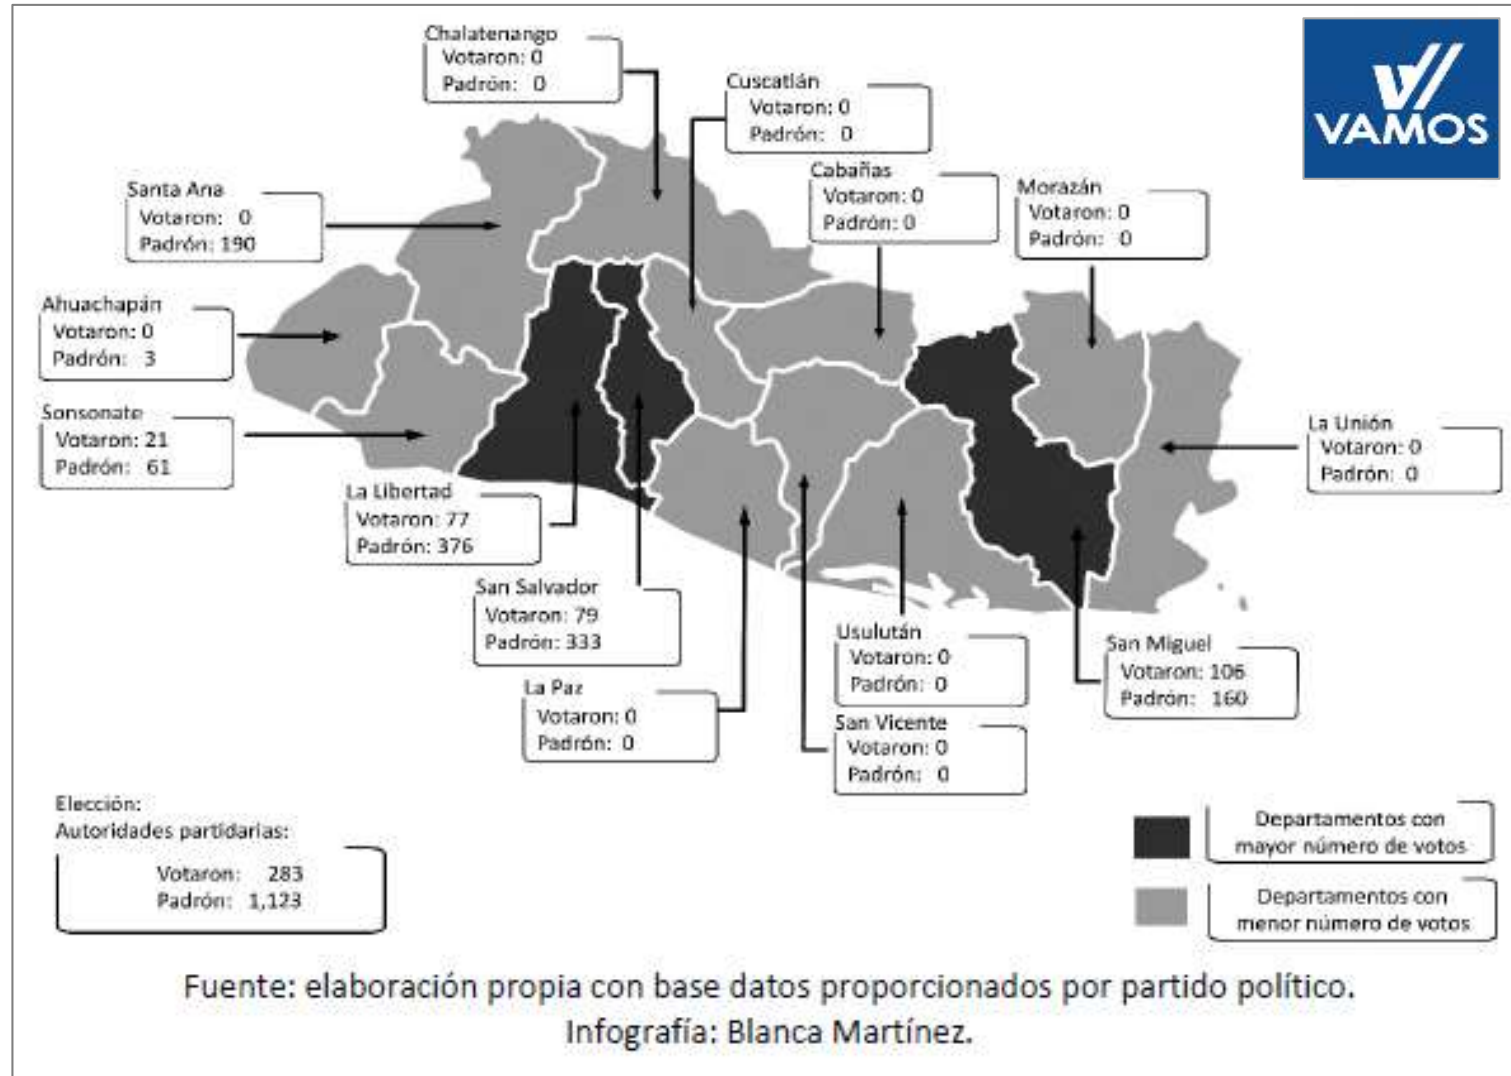 Chalatenango
Votaron: 0
Padrón: 0
VAMOS
Cuscatlán
Votaron: 0
Padrón: 0
Cabañas
Votaron: 0
Padrón: 0
Morazán
Votaron: 0
Padrón: 0
Santa Ana
Votaron: 0
Padrón: 190
Ahuachapán
Votaron: 0
Padrón: 3
Sonsonate
Votaron: 21
Padrón: 61
La Unión
Votaron: 0
Padrón: 0
La Libertad
Votaron: 77
Padrón: 376
San Salvador
Votaron: 79
Padrón: 333
La Paz
Votaron: 0
Padrón: 0
Usulután
Votaron: 0
Padrón: 0
San Vicente
Votaron: 0
Padrón: 0
San Miguel
Votaron: 106
Padrón: 160
Elección:
Autoridades partidarias:
Votaron: 283
Padrón: 1,123
Departamentos con
mayor número de votos
Departamentos con
menor número de votos
Fuente: elaboración propia con base datos proporcionados por partido político.
Infografía: Blanca Martínez.